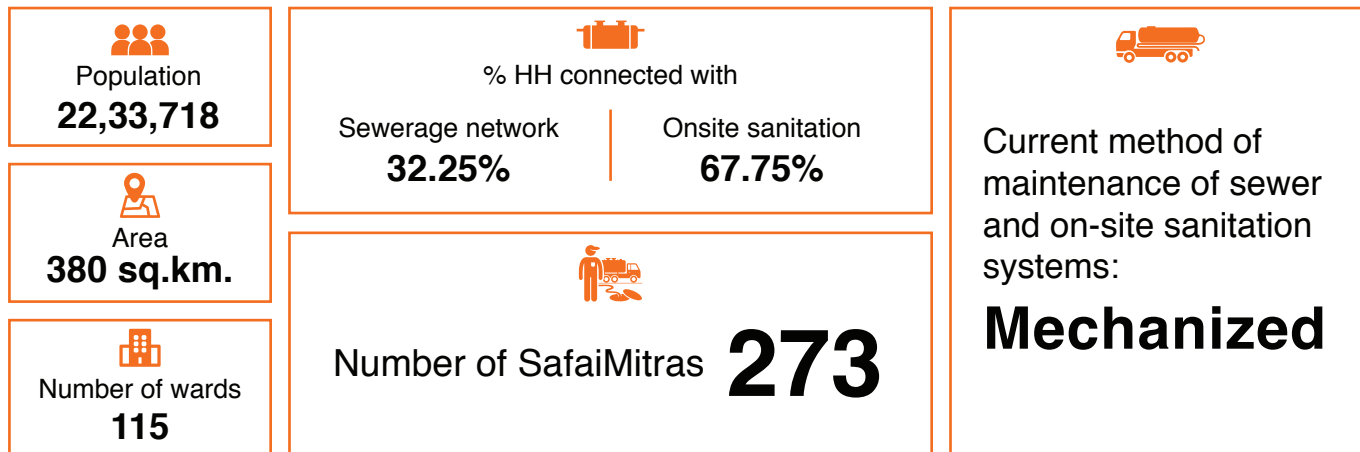 Population
22,33,718
Area
380 sq.km.
Number of wards
115
% HH connected with
Sewerage network
32.25%
Onsite sanitation
67.75%
Number of SafaiMitras 273
Current method of
maintenance of sewer
and on-site sanitation
systems:
Mechanized